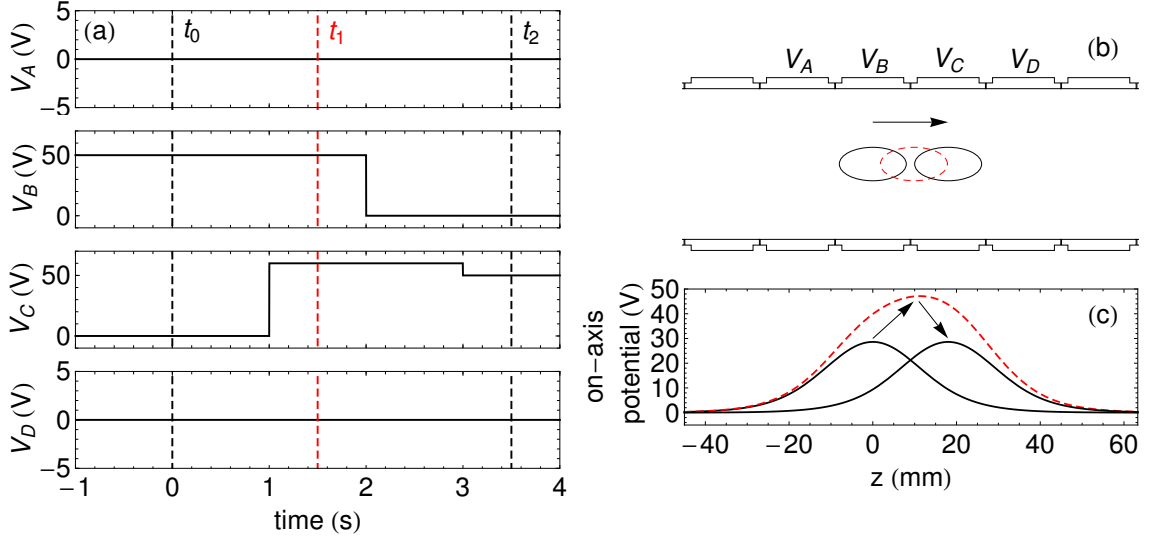 (a)
t0
t1
t2
VA (V)
5
0
−5
VB (V)
50
0
VC (V)
50
0
VD (V)
5
0
−5
−1 0 1 2 3 4
time (s)
(b)
VA VB VC VD
(c)
on−axis
potential (V)
50
40
30
20
10
0
−40 −20 0 20 40 60
z (mm)